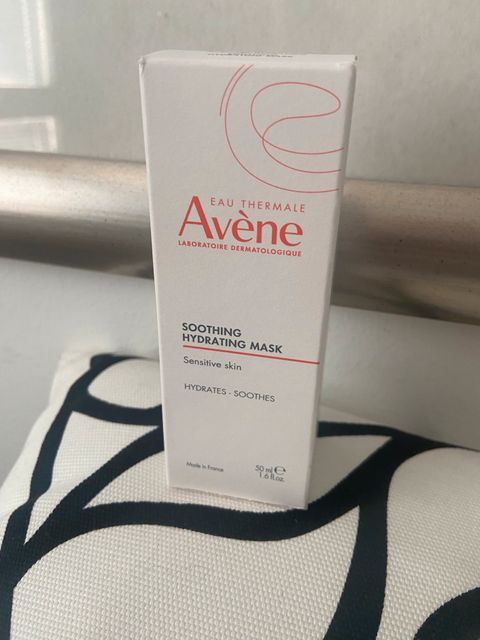 EAU THERMALE
Avène
LABORATOIRE DERMATOLOGIQUE
SOOTHING
HYDRATING MASK
Sensitive skin
HYDRATES - SOOTHES
Made in France
50 ml ℮
1.6 fl.oz.